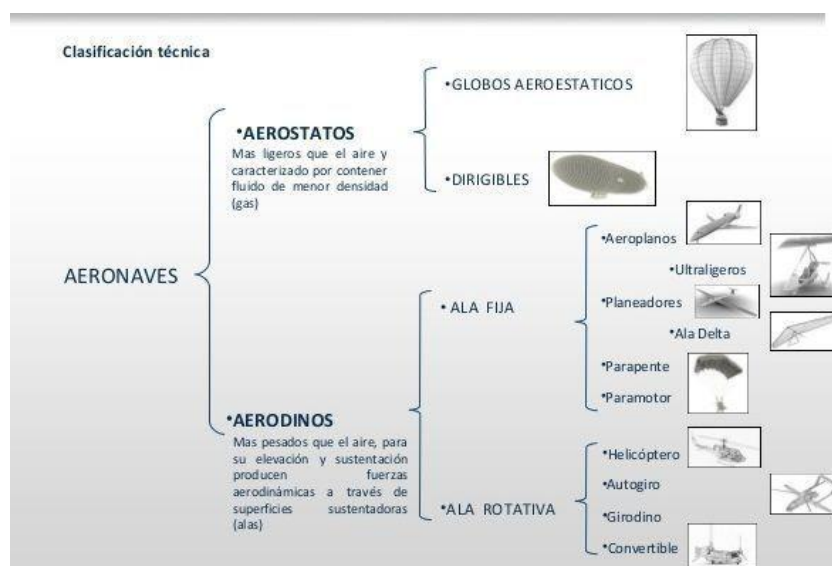 Clasificación técnica
•GLOBOS AEROESTATICOS
•AEROSTATOS
Mas ligeros que el aire y
caracterizado por contener
fluido de menor densidad
(gas)
•DIRIGIBLES
AERONAVES
•Aeroplanos
•Ultraligeros
• ALA FIJA
•Planeadores
•Ala Delta
•Parapente
•Paramotor
•AERODINOS
Mas pesados que el aire, para
su elevación y sustentación
producen fuerzas
aerodinámicas a través de
superficies sustentadoras
(alas)
•ALA ROTATIVA
•Helicóptero
•Autogiro
•Girodino
•Convertible